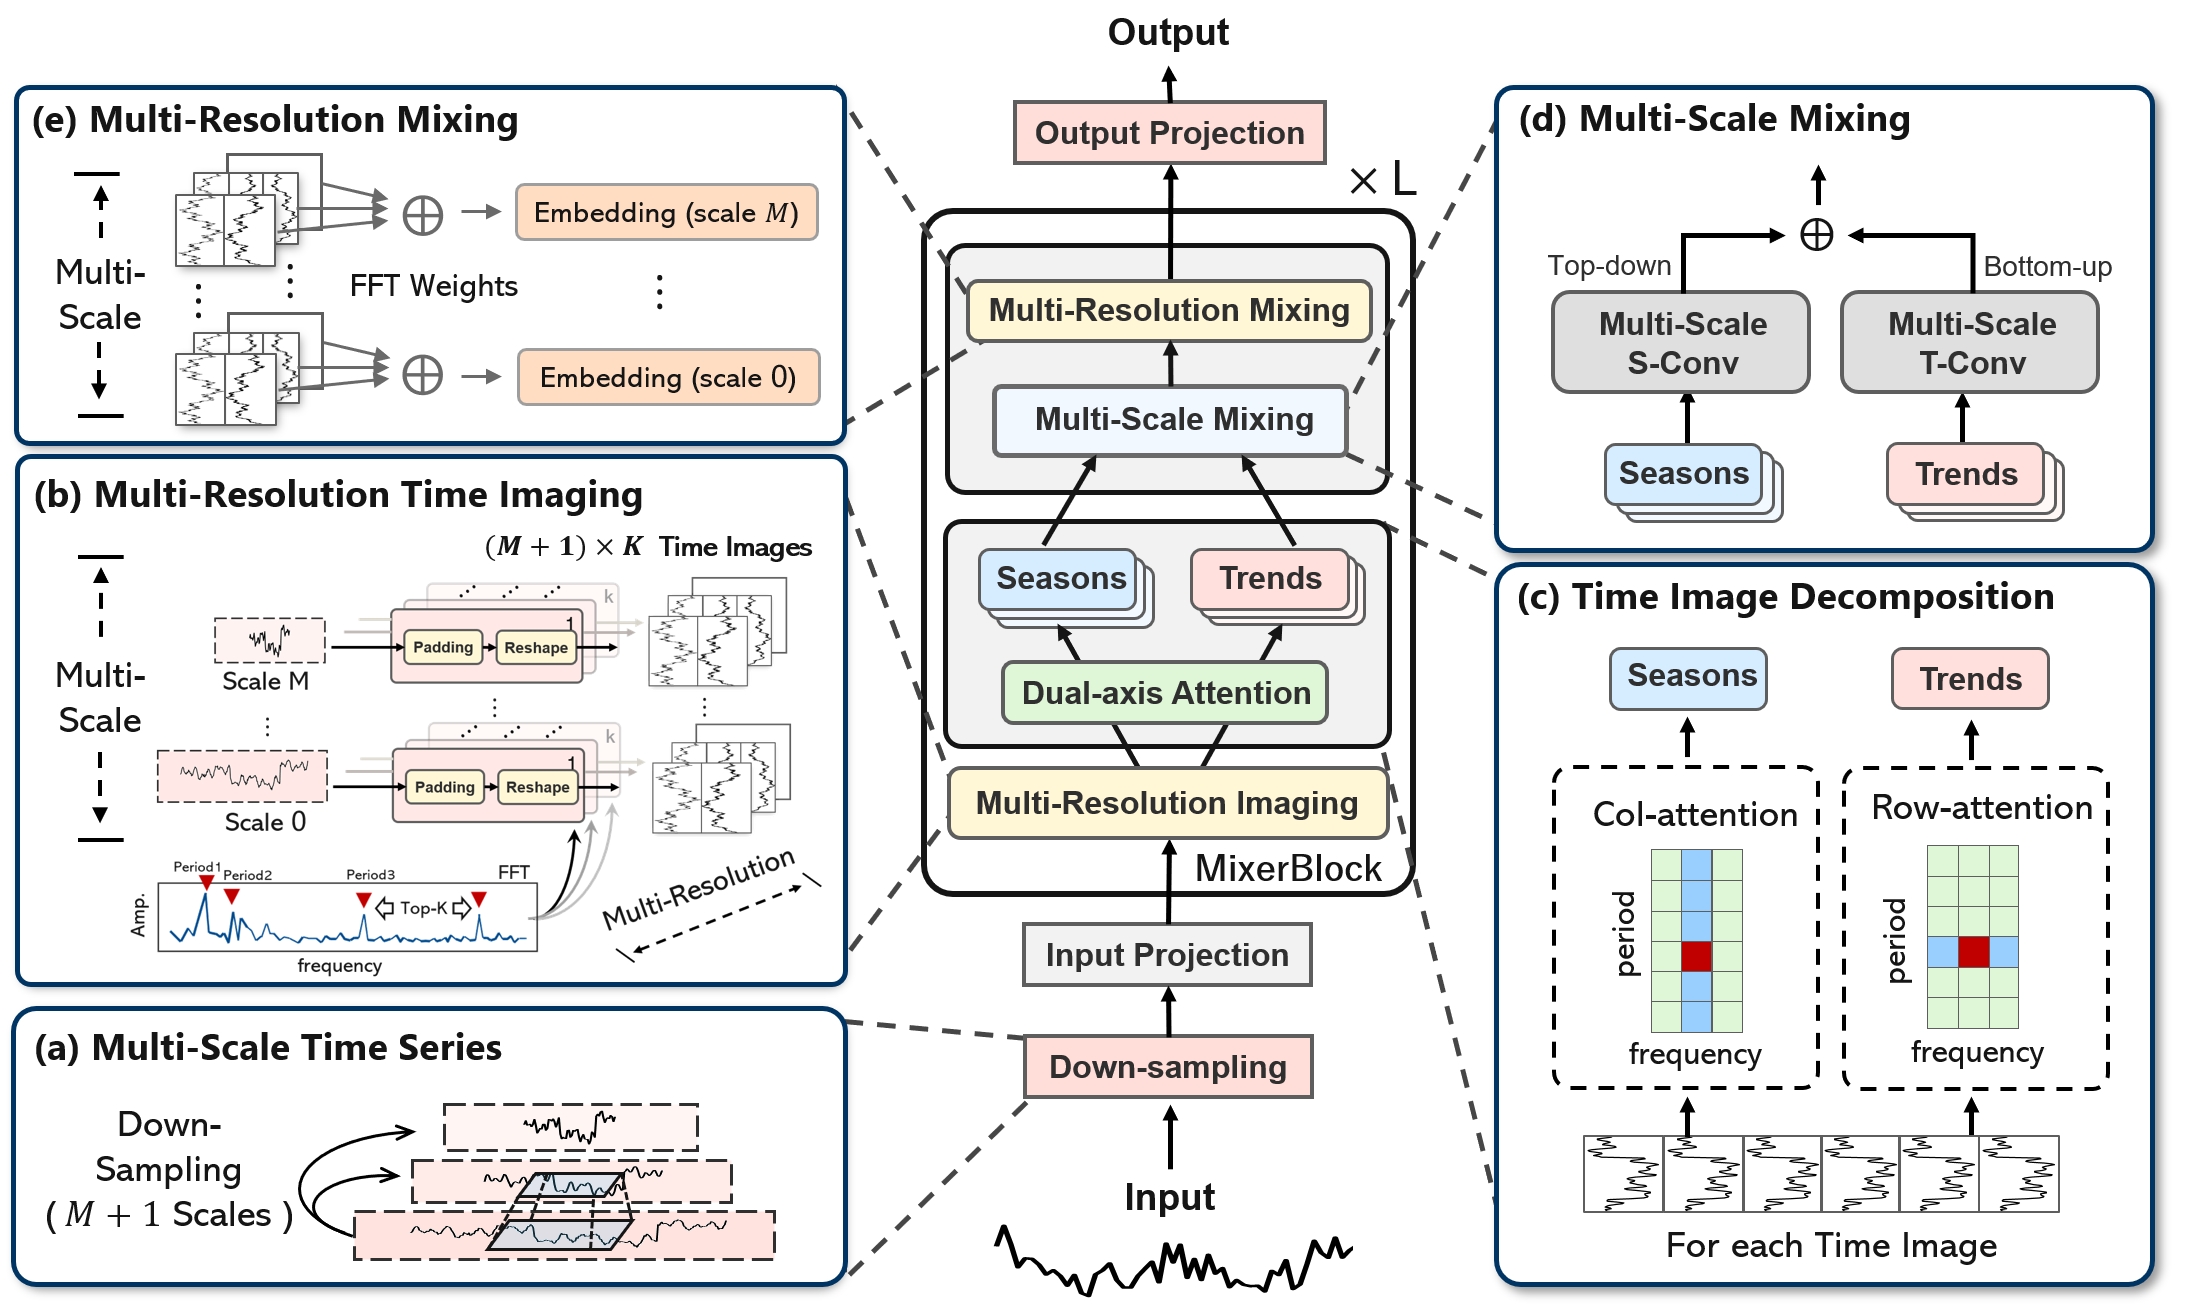 Output
Output Projection
× L
Multi-Resolution Mixing
Multi-Scale Mixing
Seasons
Trends
Dual-axis Attention
Multi-Resolution Imaging
MixerBlock
Input Projection
Down-sampling
Input
(e) Multi-Resolution Mixing
Multi-
Scale
FFT Weights
Embedding (scale M)
Embedding (scale 0)
(b) Multi-Resolution Time Imaging
(M + 1) × K Time Images
Multi-
Scale
k
1
Padding
Reshape
Scale M
k
1
Padding
Reshape
Scale 0
Period1
Period2
Period3
Top-K
FFT
Amp.
frequency
Multi-Resolution
(a) Multi-Scale Time Series
Down-
Sampling
( M + 1 Scales )
(d) Multi-Scale Mixing
Top-down
Bottom-up
Multi-Scale
S-Conv
Multi-Scale
T-Conv
Seasons
Trends
(c) Time Image Decomposition
Seasons
Trends
Col-attention
period
frequency
Row-attention
period
frequency
For each Time Image